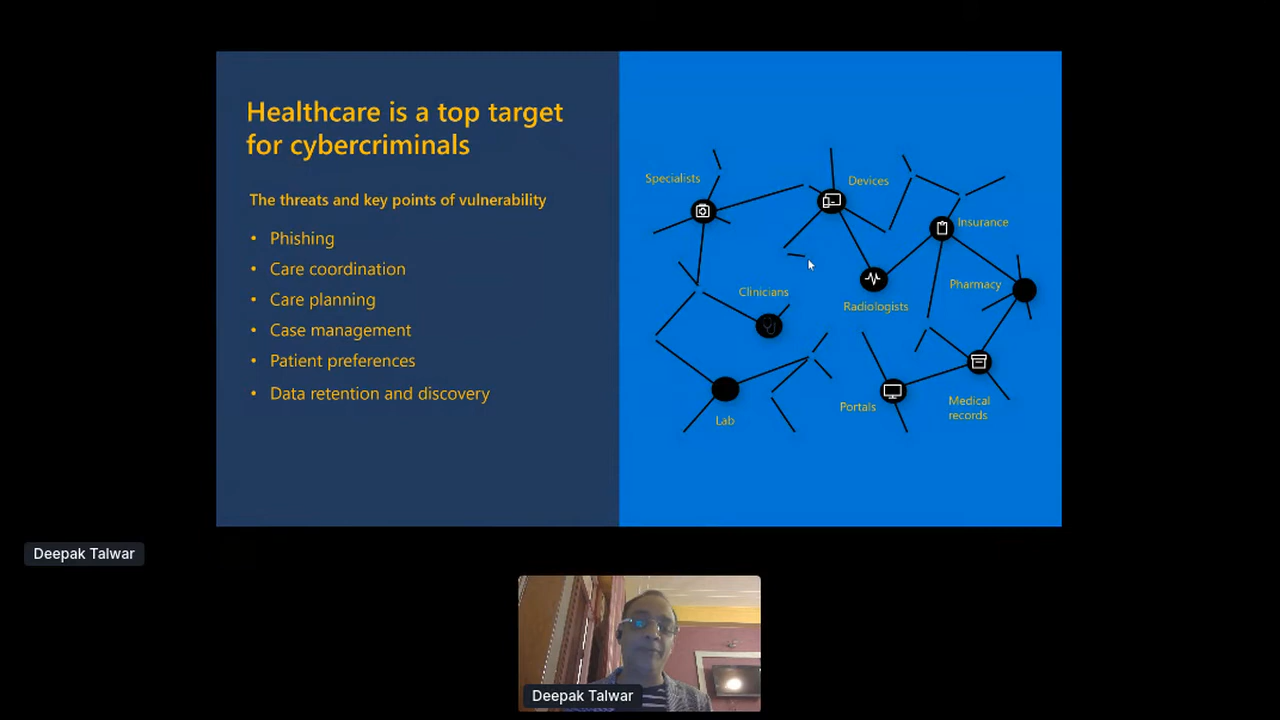 Healthcare is a top target
for cybercriminals
The threats and key points of vulnerability
• Phishing
• Care coordination
• Care planning
• Case management
• Patient preferences
• Data retention and discovery
Specialists
Devices
Insurance
Clinicians
Radiologists
Pharmacy
Lab
Portals
Medical
records
Deepak Talwar
Deepak Talwar